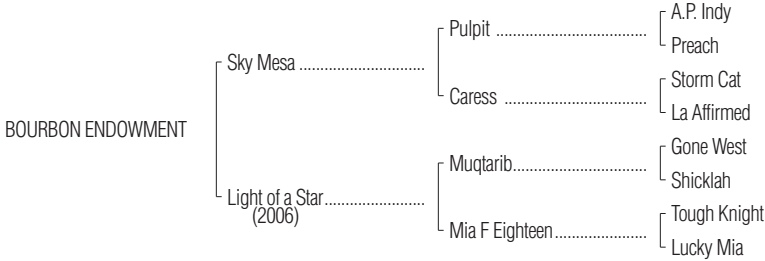 A.P. Indy
Pulpit ..................................
Preach
Sky Mesa ............................
Storm Cat
Caress ................................
La Affirmed
BOURBON ENDOWMENT
Gone West
Muqtarib..............................
Shicklah
Light of a Star......................
(2006)
Tough Knight
Mia F Eighteen.....................
Lucky Mia